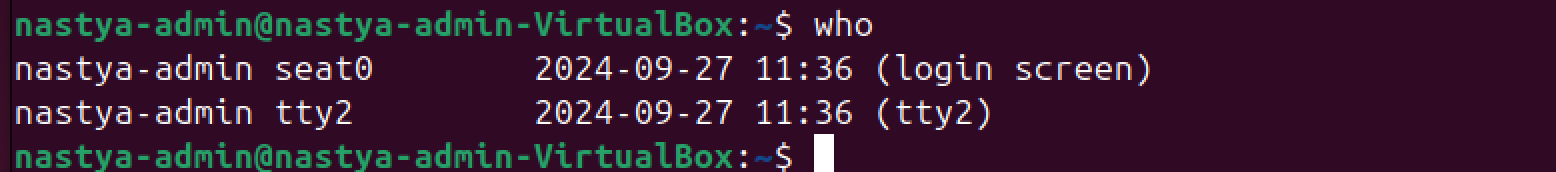 nastya-admin@nastya-admin-VirtualBox:~$ who
nastya-admin seat0        2024-09-27 11:36 (login screen)
nastya-admin tty2         2024-09-27 11:36 (tty2)
nastya-admin@nastya-admin-VirtualBox:~$